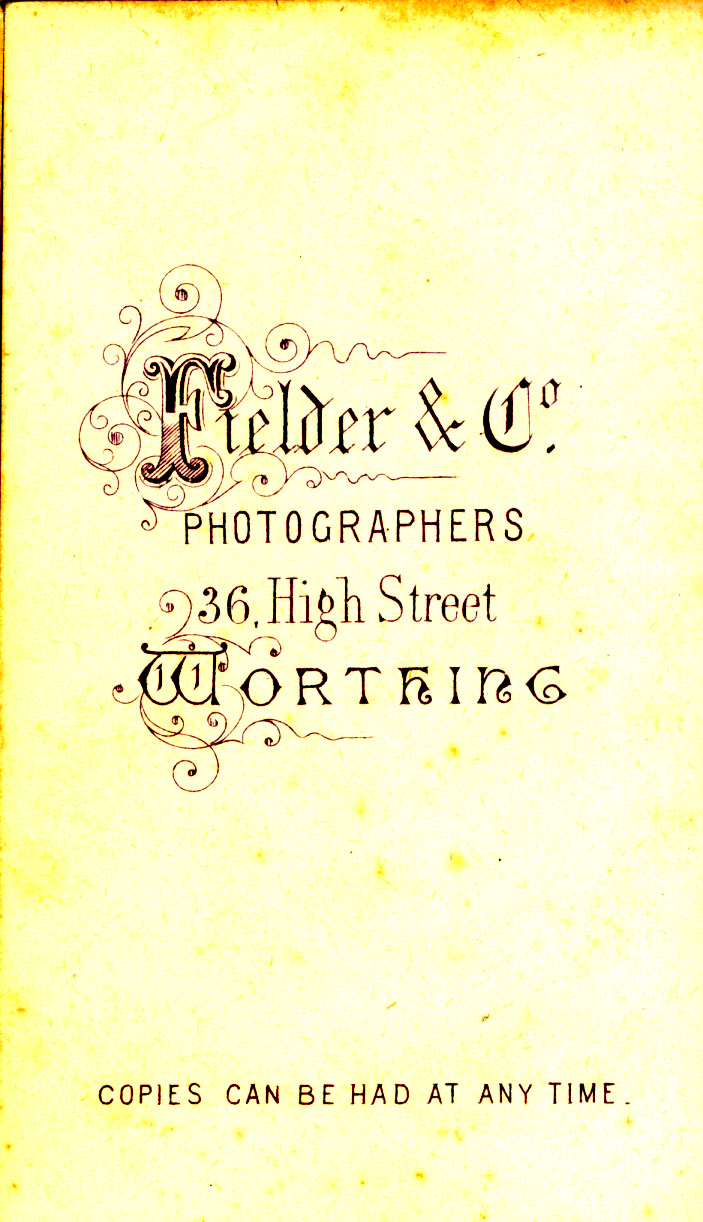 Fielder & Cº.
PHOTOGRAPHERS
36, High Street
WORTHING
COPIES CAN BE HAD AT ANY TIME.